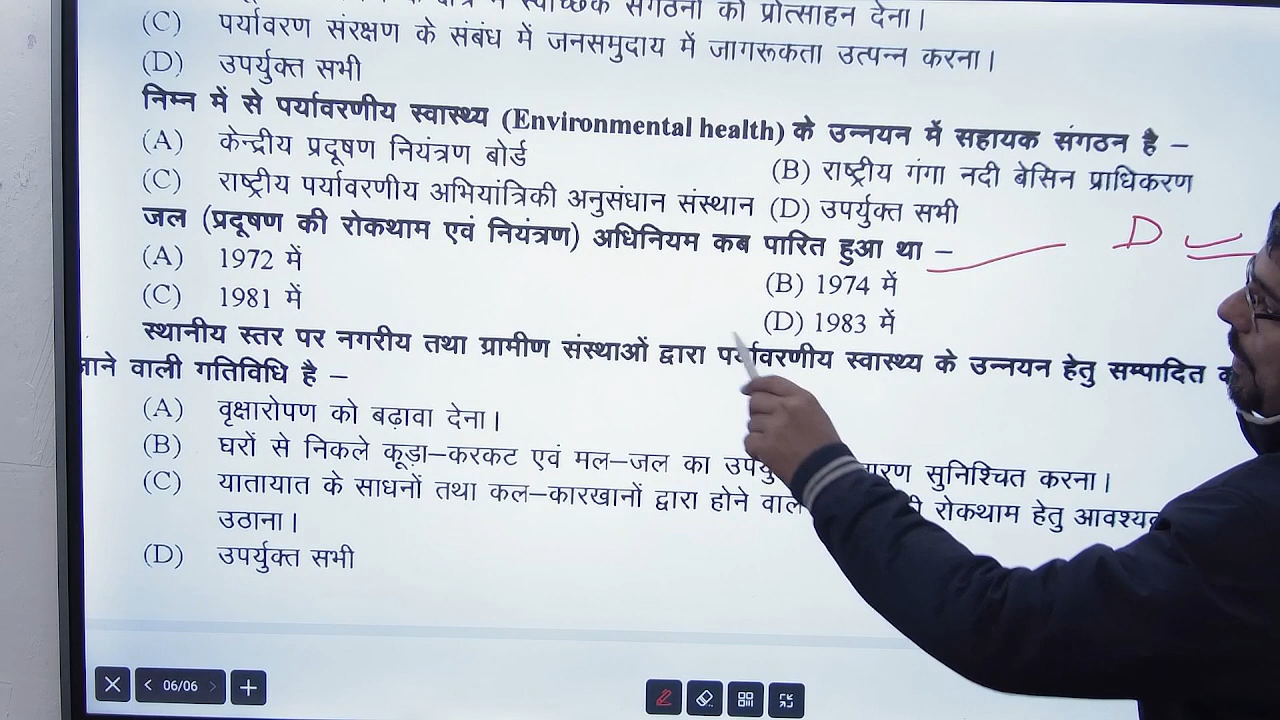 स्वैच्छिक संगठनों को प्रोत्साहन देना।
(C) पर्यावरण संरक्षण के संबंध में जनसमुदाय में जागरूकता उत्पन्न करना।
(D) उपर्युक्त सभी
निम्न में से पर्यावरणीय स्वास्थ्य (Environmental health) के उन्नयन में सहायक संगठन है –
(A) केन्द्रीय प्रदूषण नियंत्रण बोर्ड (B) राष्ट्रीय गंगा नदी बेसिन प्राधिकरण
(C) राष्ट्रीय पर्यावरणीय अभियांत्रिकी अनुसंधान संस्थान (D) उपर्युक्त सभी
जल (प्रदूषण की रोकथाम एवं नियंत्रण) अधिनियम कब पारित हुआ था – D
(A) 1972 में (B) 1974 में
(C) 1981 में (D) 1983 में
स्थानीय स्तर पर नगरीय तथा ग्रामीण संस्थाओं द्वारा पर्यावरणीय स्वास्थ्य के उन्नयन हेतु सम्पादित
जाने वाली गतिविधि है –
(A) वृक्षारोपण को बढ़ावा देना।
(B) घरों से निकले कूड़ा–करकट एवं मल–जल का सुनिश्चित करना।
(C) यातायात के साधनों तथा कल–कारखानों द्वारा होने रोकथाम हेतु
उठाना।
(D) उपर्युक्त सभी
06/06